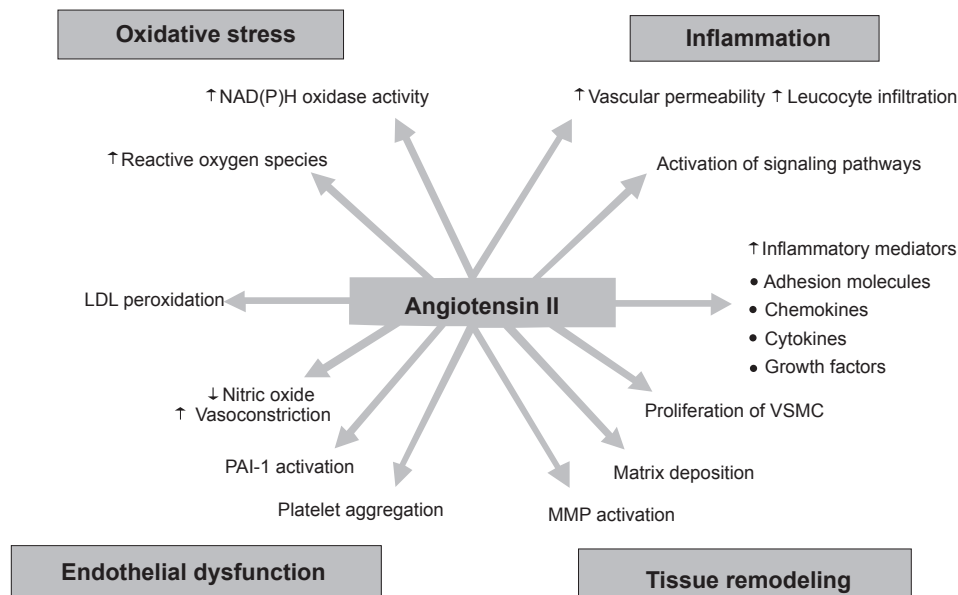 Oxidative stress
Inflammation
↑ NAD(P)H oxidase activity
↑ Vascular permeability ↑ Leucocyte infiltration
↑ Reactive oxygen species
Activation of signaling pathways
↑ Inflammatory mediators
• Adhesion molecules
• Chemokines
• Cytokines
• Growth factors
LDL peroxidation
Angiotensin II
↓ Nitric oxide
↑ Vasoconstriction
Proliferation of VSMC
PAI-1 activation
Matrix deposition
Platelet aggregation
MMP activation
Endothelial dysfunction
Tissue remodeling